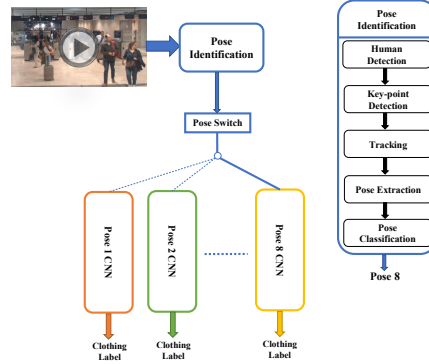 Pose
Identification
Pose Switch
Pose 1 CNN
Pose 2 CNN
Pose 8 CNN
Clothing
Label
Clothing
Label
Clothing
Label
Pose
Identification
Human
Detection
Key-point
Detection
Tracking
Pose Extraction
Pose
Classification
Pose 8